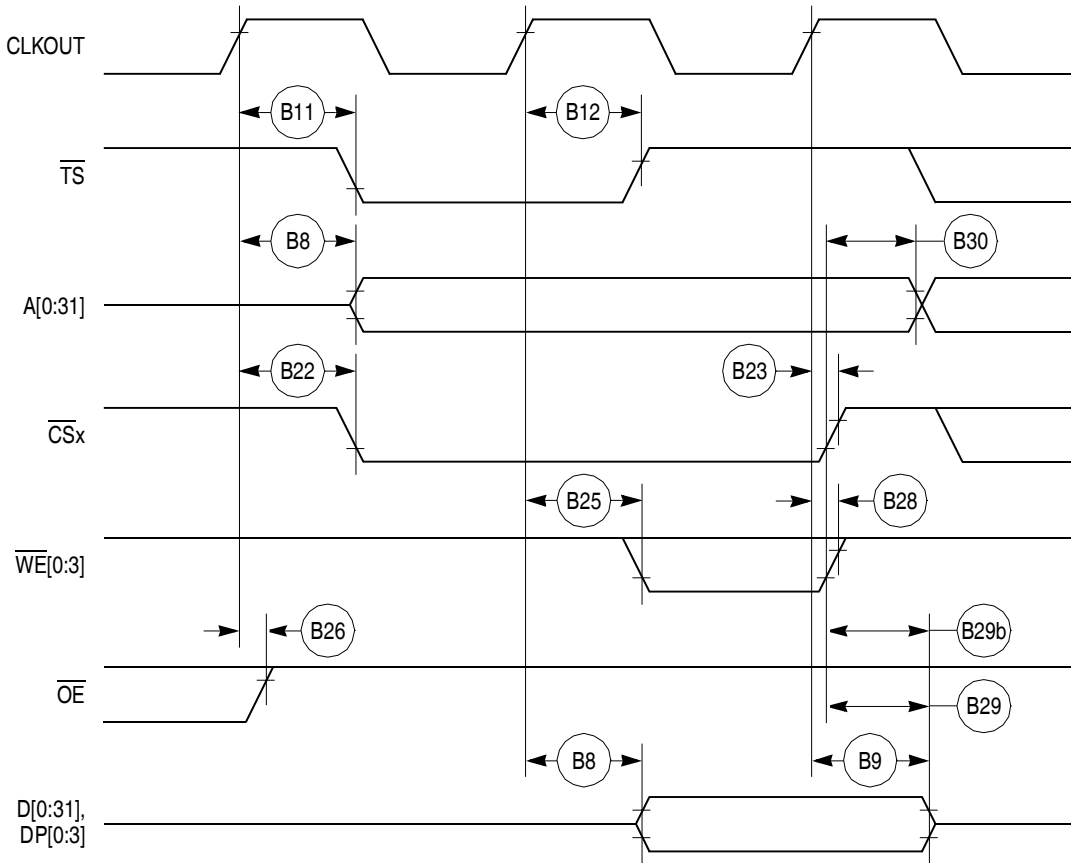 CLKOUT
B11
B12
TS
B8
B30
A[0:31]
B22
B23
CSx
B25
B28
WE[0:3]
B26
B29b
OE
B29
B8
B9
D[0:31],
DP[0:3]